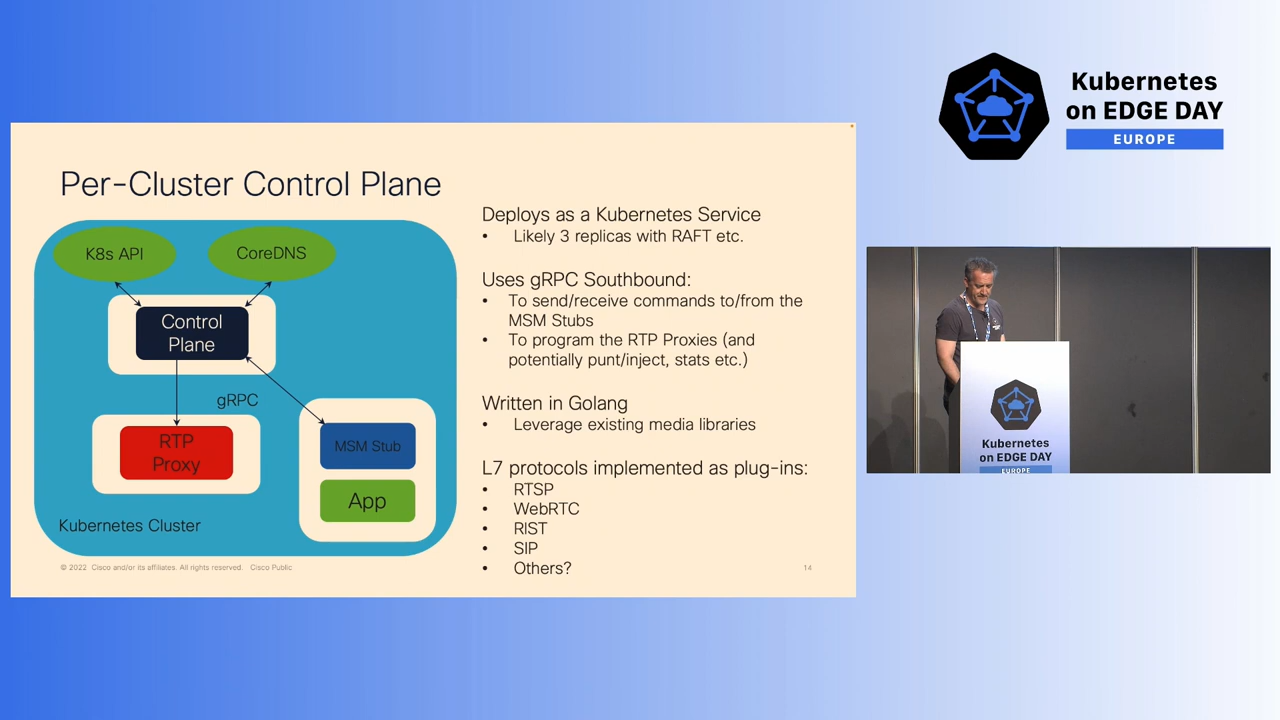 Kubernetes
on EDGE DAY
EUROPE
Per-Cluster Control Plane
K8s API
CoreDNS
Control
Plane
gRPC
RTP
Proxy
MSM Stub
App
Kubernetes Cluster
Deploys as a Kubernetes Service
• Likely 3 replicas with RAFT etc.
Uses gRPC Southbound:
• To send/receive commands to/from the
MSM Stubs
• To program the RTP Proxies (and
potentially punt/inject, stats etc.)
Written in Golang
• Leverage existing media libraries
L7 protocols implemented as plug-ins:
• RTSP
• WebRTC
• RIST
• SIP
• Others?
© 2022 Cisco and/or its affiliates. All rights reserved. Cisco Public
14
Kubernetes
on EDGE DAY
EUROPE